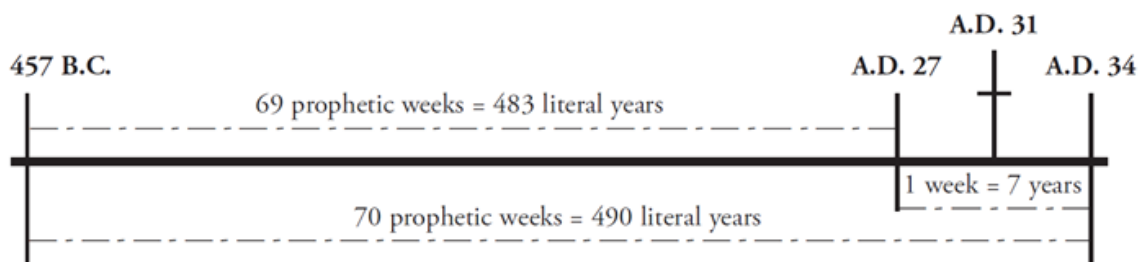 A.D. 31
457 B.C.
A.D. 27
A.D. 34
69 prophetic weeks = 483 literal years
1 week = 7 years
70 prophetic weeks = 490 literal years